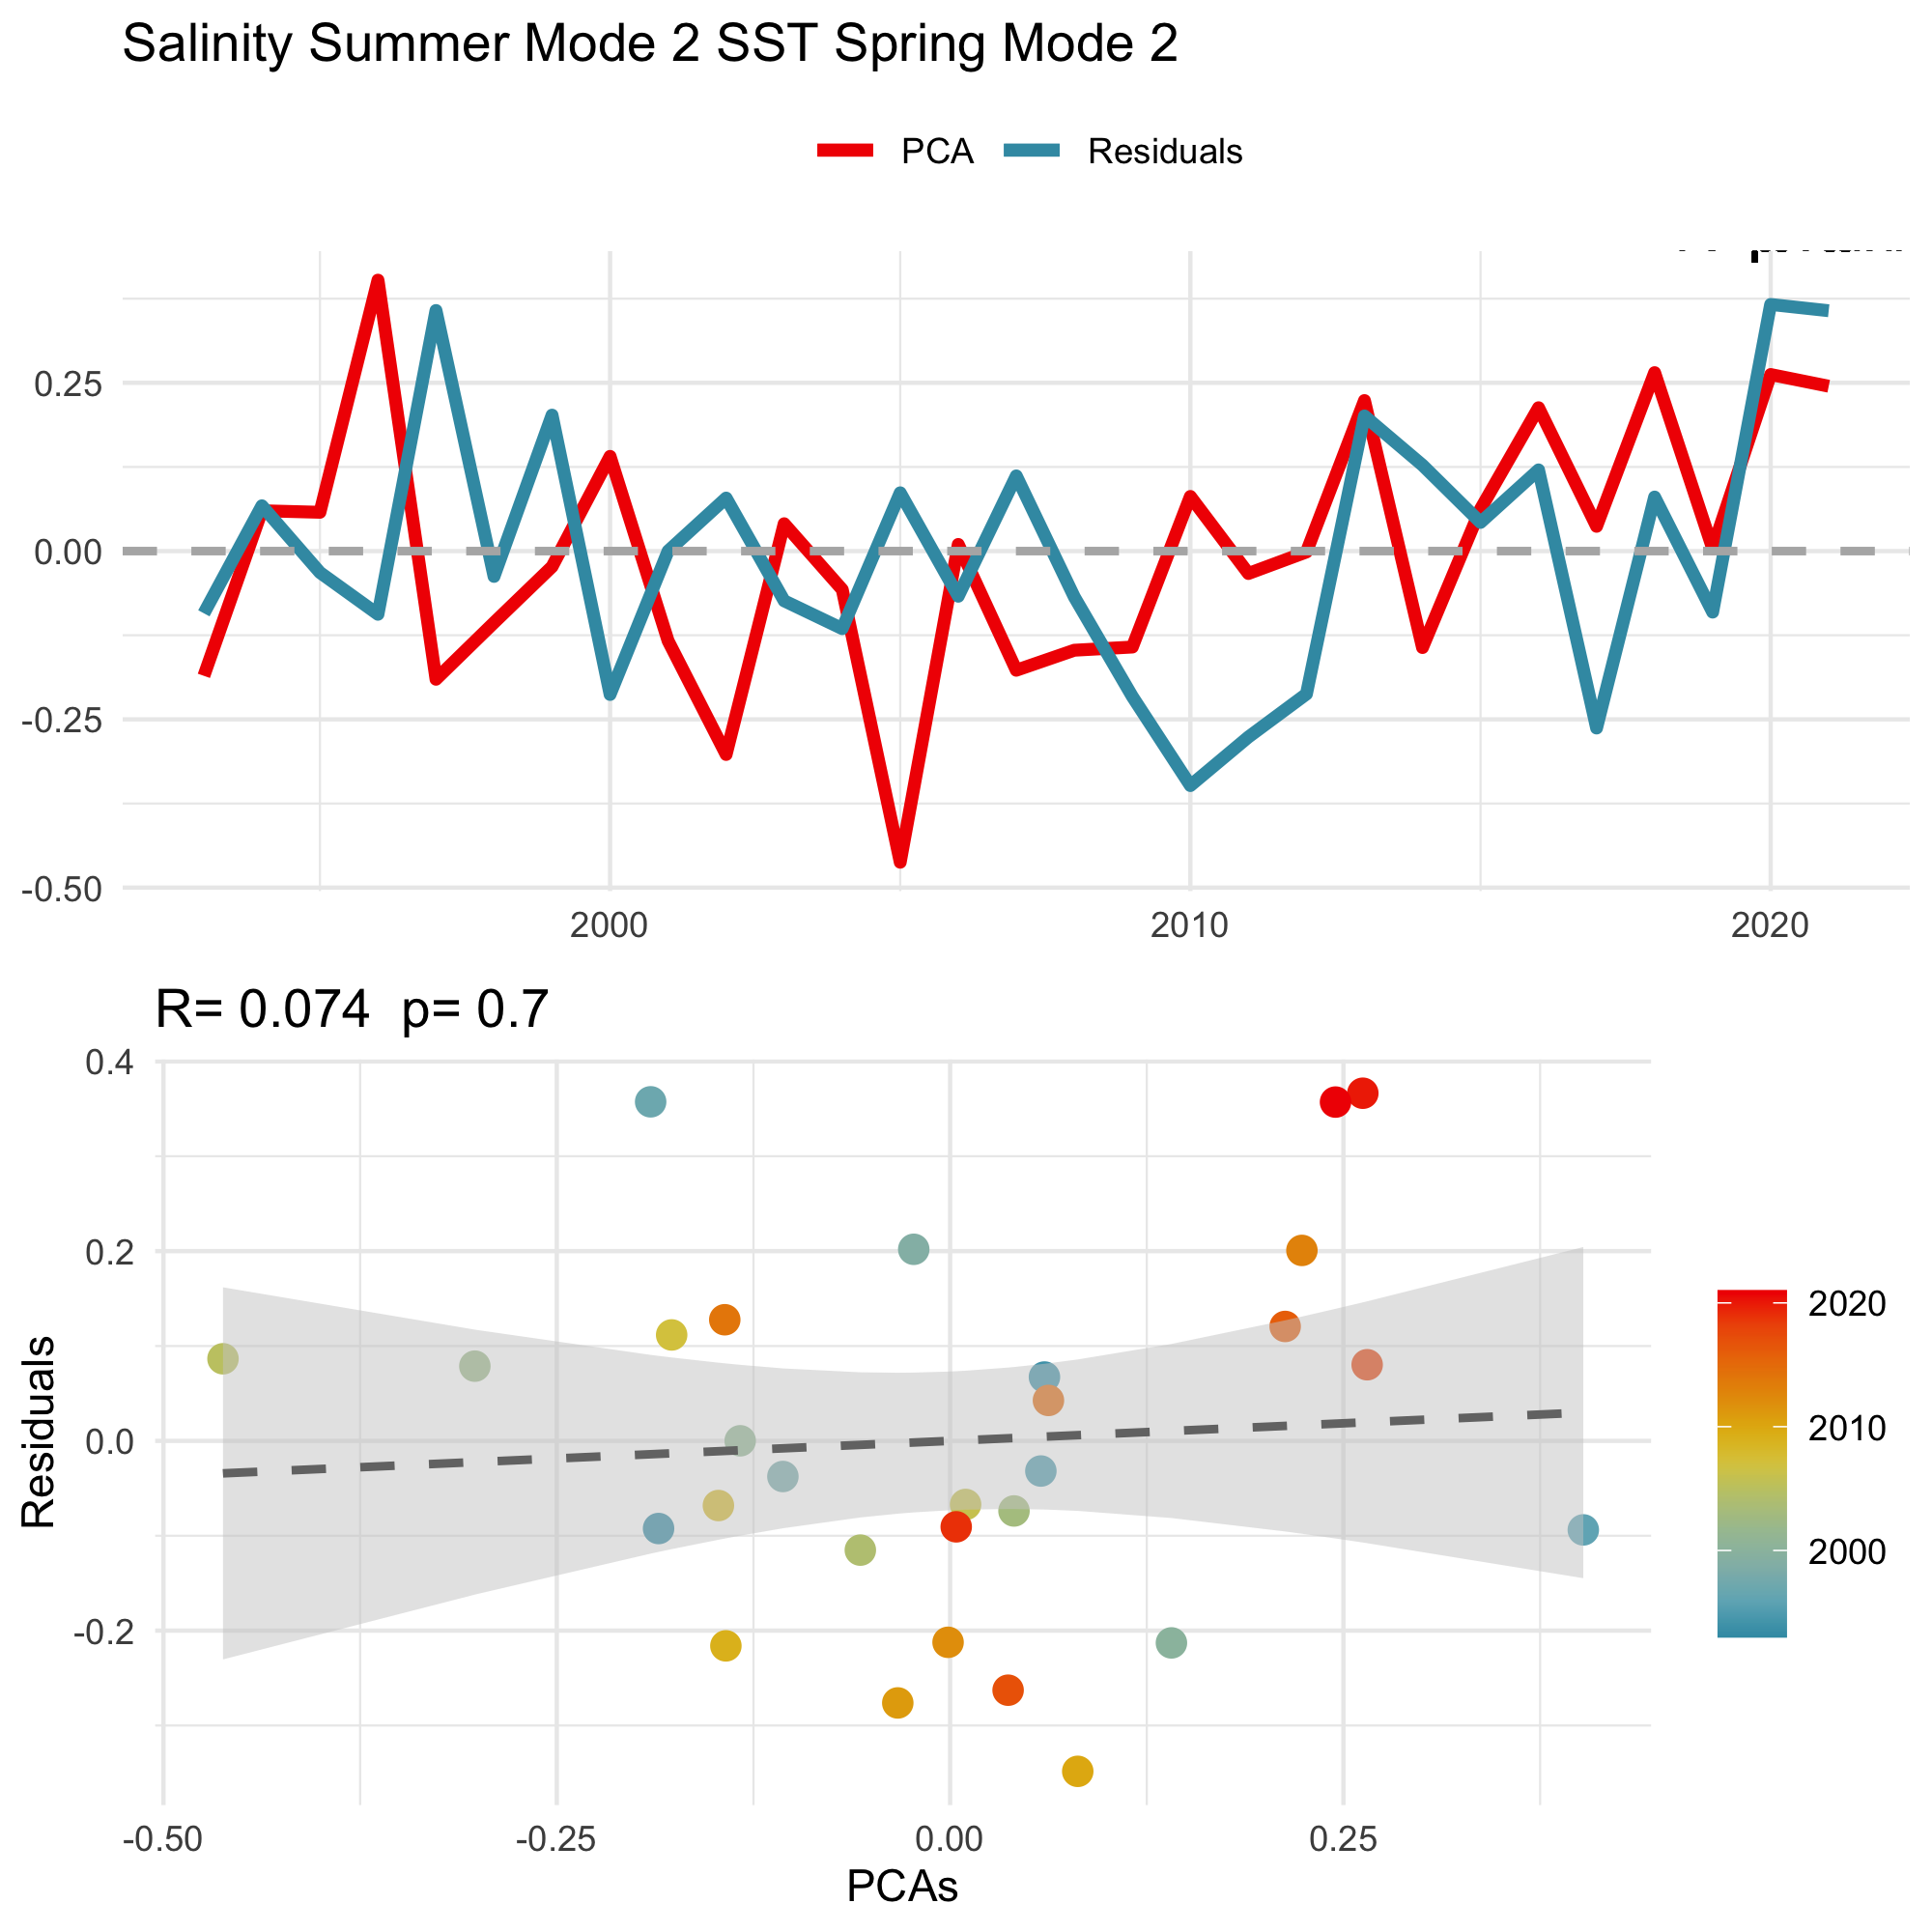 Salinity Summer Mode 2 SST Spring Mode 2
PCA Residuals
0.25
0.00
-0.25
-0.50
2000 2010 2020
R= 0.074 p= 0.7
0.4
0.2
0.0
-0.2
Residuals
-0.50 -0.25 0.00 0.25
PCAs
2020
2010
2000